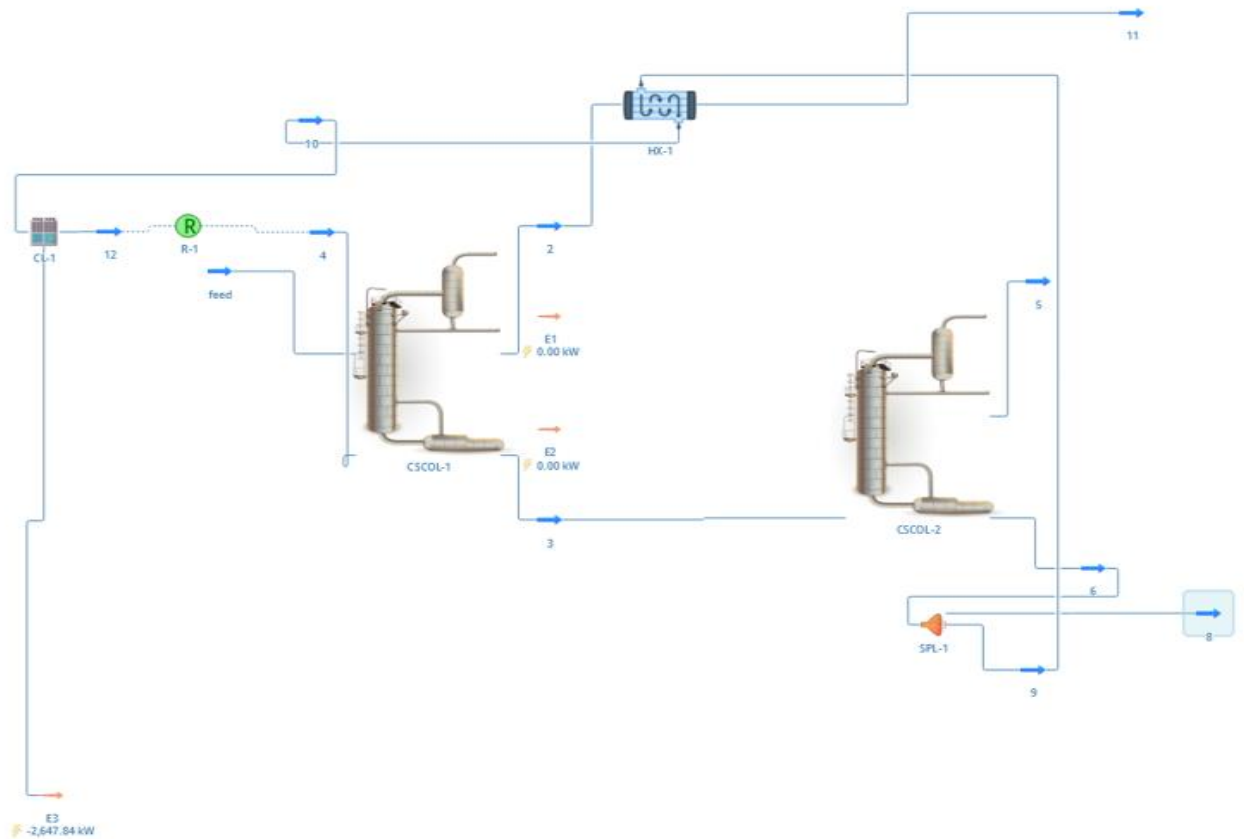 11
HX-1
10
CL-1
12
R
R-1
4
feed
2
E1
0.00 kW
E2
0.00 kW
CSCOL-1
3
5
CSCOL-2
6
8
SPL-1
9
E3
-2,647.84 kW